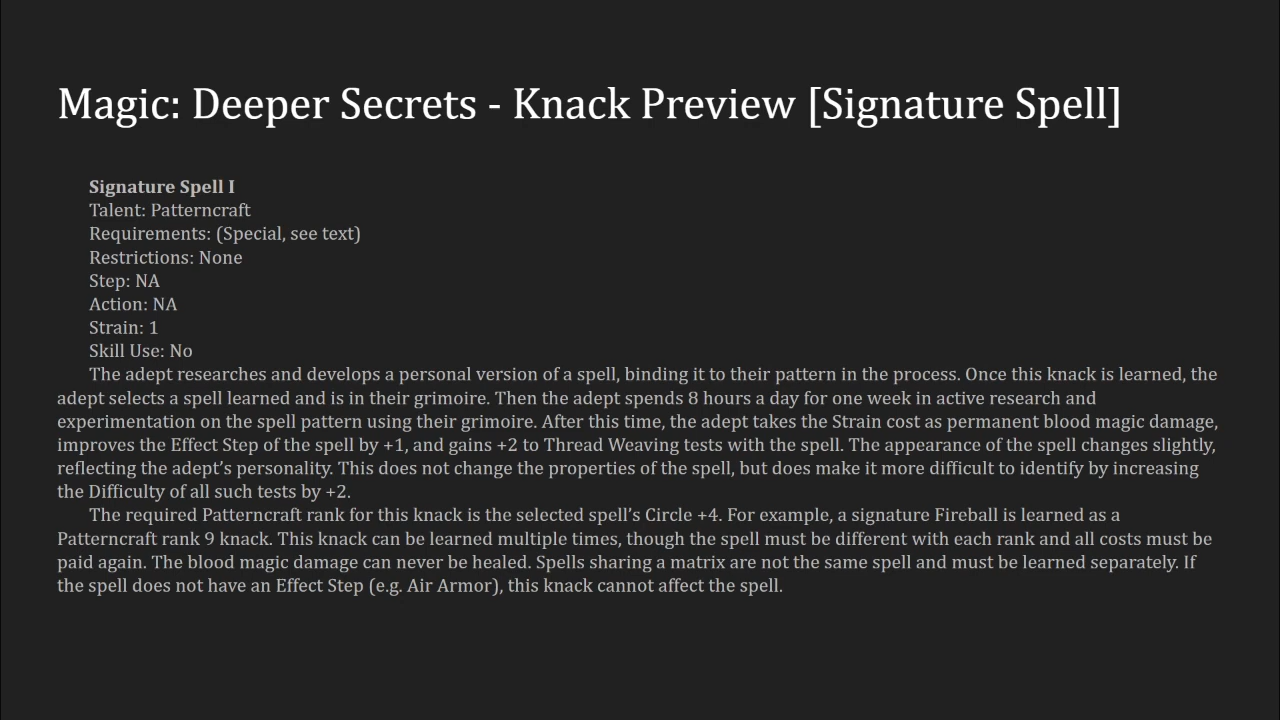 Magic: Deeper Secrets - Knack Preview [Signature Spell]
Signature Spell I
Talent: Patterncraft
Requirements: (Special, see text)
Restrictions: None
Step: NA
Action: NA
Strain: 1
Skill Use: No
The adept researches and develops a personal version of a spell, binding it to their pattern in the process. Once this knack is learned, the
adept selects a spell learned and is in their grimoire. Then the adept spends 8 hours a day for one week in active research and
experimentation on the spell pattern using their grimoire. After this time, the adept takes the Strain cost as permanent blood magic damage,
improves the Effect Step of the spell by +1, and gains +2 to Thread Weaving tests with the spell. The appearance of the spell changes slightly,
reflecting the adept’s personality. This does not change the properties of the spell, but does make it more difficult to identify by increasing
the Difficulty of all such tests by +2.
The required Patterncraft rank for this knack is the selected spell’s Circle +4. For example, a signature Fireball is learned as a
Patterncraft rank 9 knack. This knack can be learned multiple times, though the spell must be different with each rank and all costs must be
paid again. The blood magic damage can never be healed. Spells sharing a matrix are not the same spell and must be learned separately. If
the spell does not have an Effect Step (e.g. Air Armor), this knack cannot affect the spell.